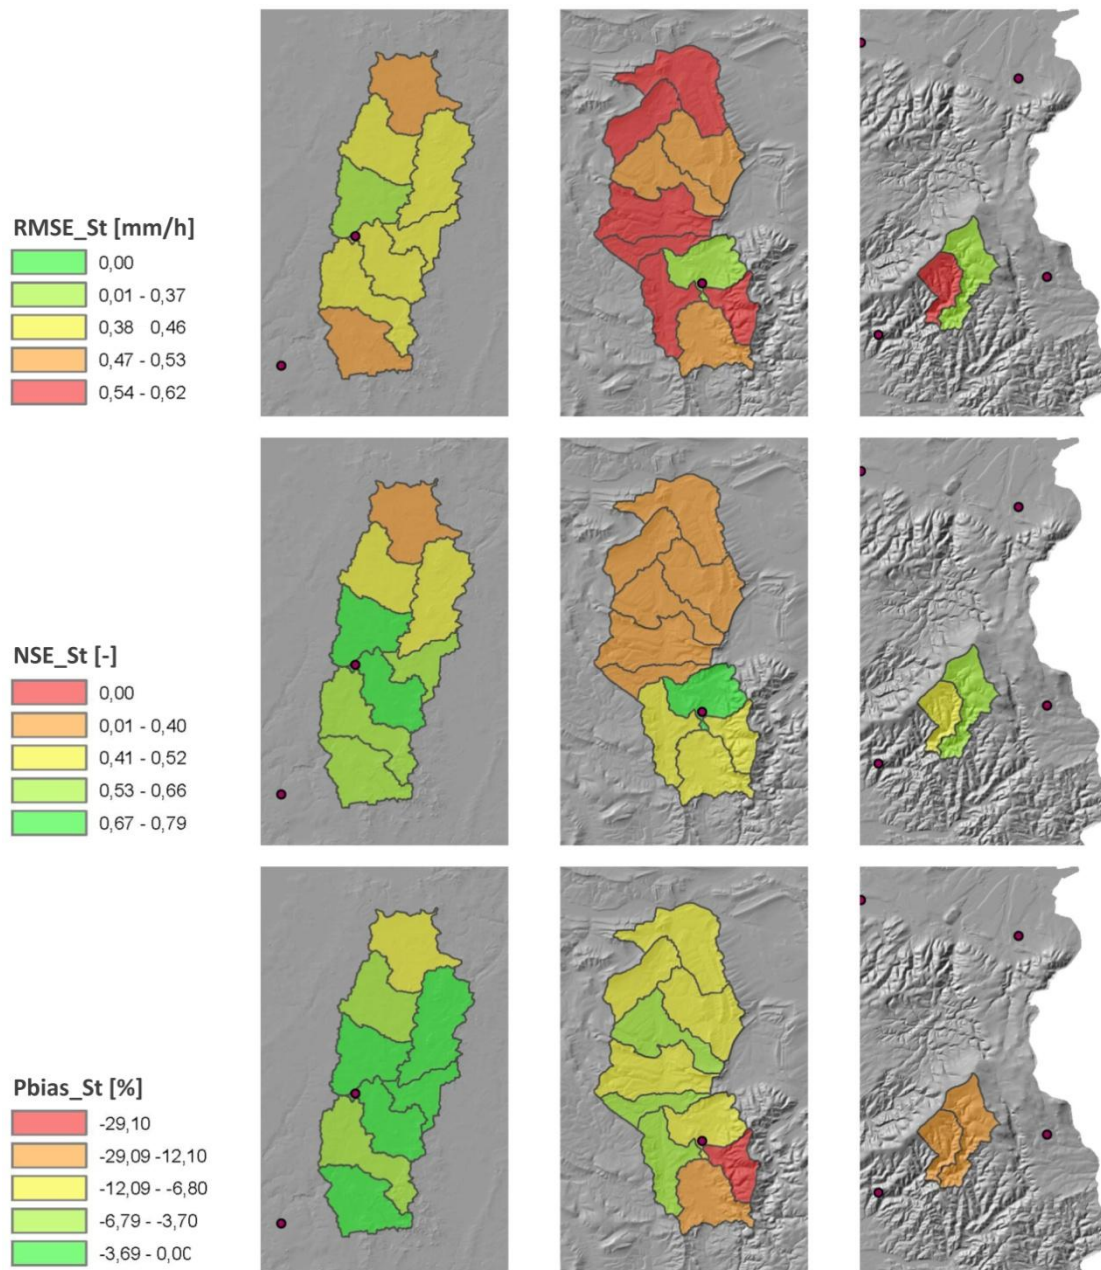 RMSE_St [mm/h]
0,00
0,01 - 0,37
0,38   0,46
0,47 - 0,53
0,54 - 0,62
NSE_St [-]
0,00
0,01 - 0,40
0,41 - 0,52
0,53 - 0,66
0,67 - 0,79
Pbias_St [%]
-29,10
-29,09 -12,10
-12,09 - -6,80
-6,79 - -3,70
-3,69 - 0,00